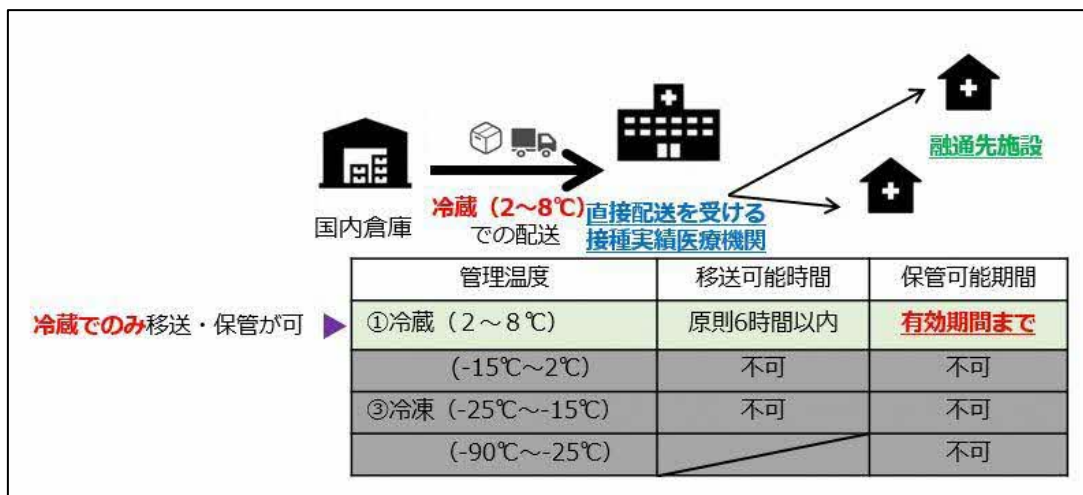 融通先施設
国内倉庫
冷蔵（2～8℃）
での配送
直接配送を受ける
接種実績医療機関
管理温度 移送可能時間 保管可能期間
冷蔵でのみ移送・保管が可
①冷蔵（2～8℃） 原則6時間以内 有効期間まで
(-15℃～2℃) 不可 不可
③冷凍（-25℃～-15℃） 不可 不可
(-90℃～-25℃) 不可